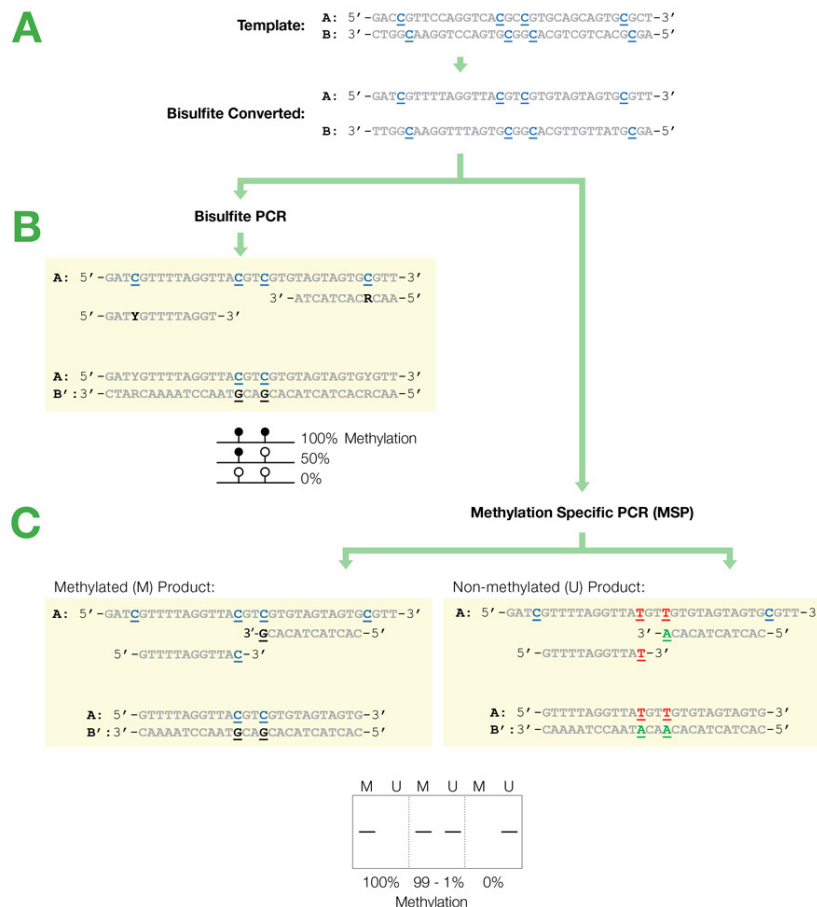 A
Template:
A: 5’-GACCGTTCCAGGTCACGCCGTGCAGCAGTGCGCT-3’
B: 3’-CTGGCAAGGTCCAGTGCGGCACGTCGTCACGCGA-5’
Bisulfite Converted:
A: 5’-GATCGTTTTAGGTTACGTCGTGTAGTAGTGCGTT-3’
B: 3’-TTGGCAAGGTTTAGTGCGGCACGTTGTTATGCGA-5’
Bisulfite PCR
B
A: 5’-GATCGTTTTAGGTTACGTCGTGTAGTAGTGCGTT-3’
3’-ATCATCACRCAA-5’
5’-GATYGTTTTAGGT-3’
A: 5’-GATYGTTTTAGGTTACGTCGTGTAGTAGTGYGTT-3’
B’:3’-CTARCAAAATCCAATGCAGCACATCATCACRCAA-5’
100% Methylation
50%
0%
C
Methylation Specific PCR (MSP)
Methylated (M) Product:
A: 5’-GATCGTTTTAGGTTACGTCGTGTAGTAGTGCGTT-3’
3’-GCACATCATCAC-5’
5’-GTTTTAGGTTAC-3’
A: 5’-GTTTTAGGTTACGTCGTGTAGTAGTG-3’
B’:3’-CAAAATCCAATGCAGCACATCATCAC-5’
Non-methylated (U) Product:
A: 5’-GATCGTTTTAGGTTATGTTGTGTAGTAGTGCGTT-3
3’-ACACATCATCAC-5’
5’-GTTTTAGGTTAT-3’
A: 5’-GTTTTAGGTTATGTTGTGTAGTAGTG-3’
B’:3’-CAAAATCCAATACAACACATCATCAC-5’
M U M U M U
100% 99 - 1% 0%
Methylation